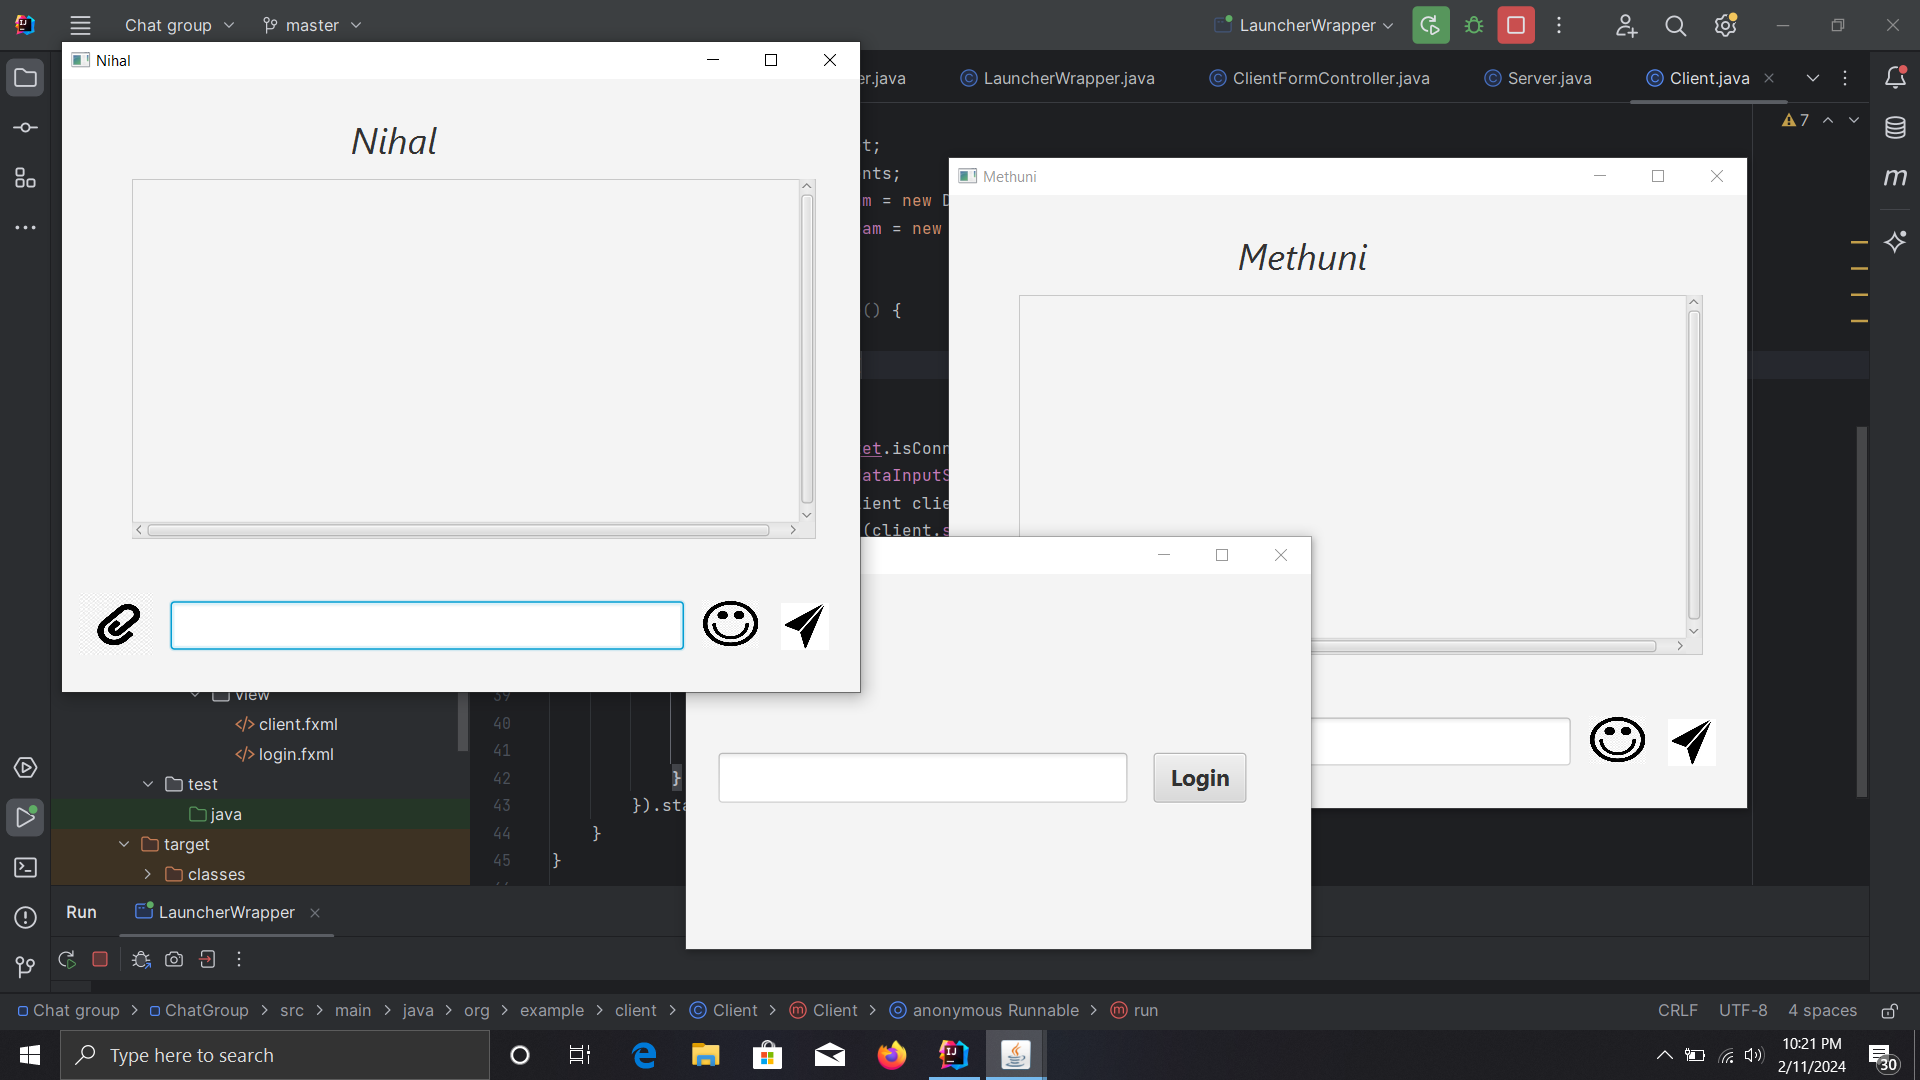 Chat group
master
LauncherWrapper
Nihal
er.java
LauncherWrapper.java
ClientFormController.java
Server.java
Client.java
7
Nihal
t;
nts;
m = new D
am = new
() {
et.isConn
ataInputS
ient clie
(client.s
Methuni
Methuni
Login
view
client.fxml
login.fxml
test
java
target
classes
39
40
41
42 }
43 }).sta
44 }
45 }
Run
LauncherWrapper
Chat group > ChatGroup > src > main > java > org > example > client > Client > Client > anonymous Runnable > run
CRLF
UTF-8
4 spaces
Type here to search
10:21 PM
2/11/2024
30